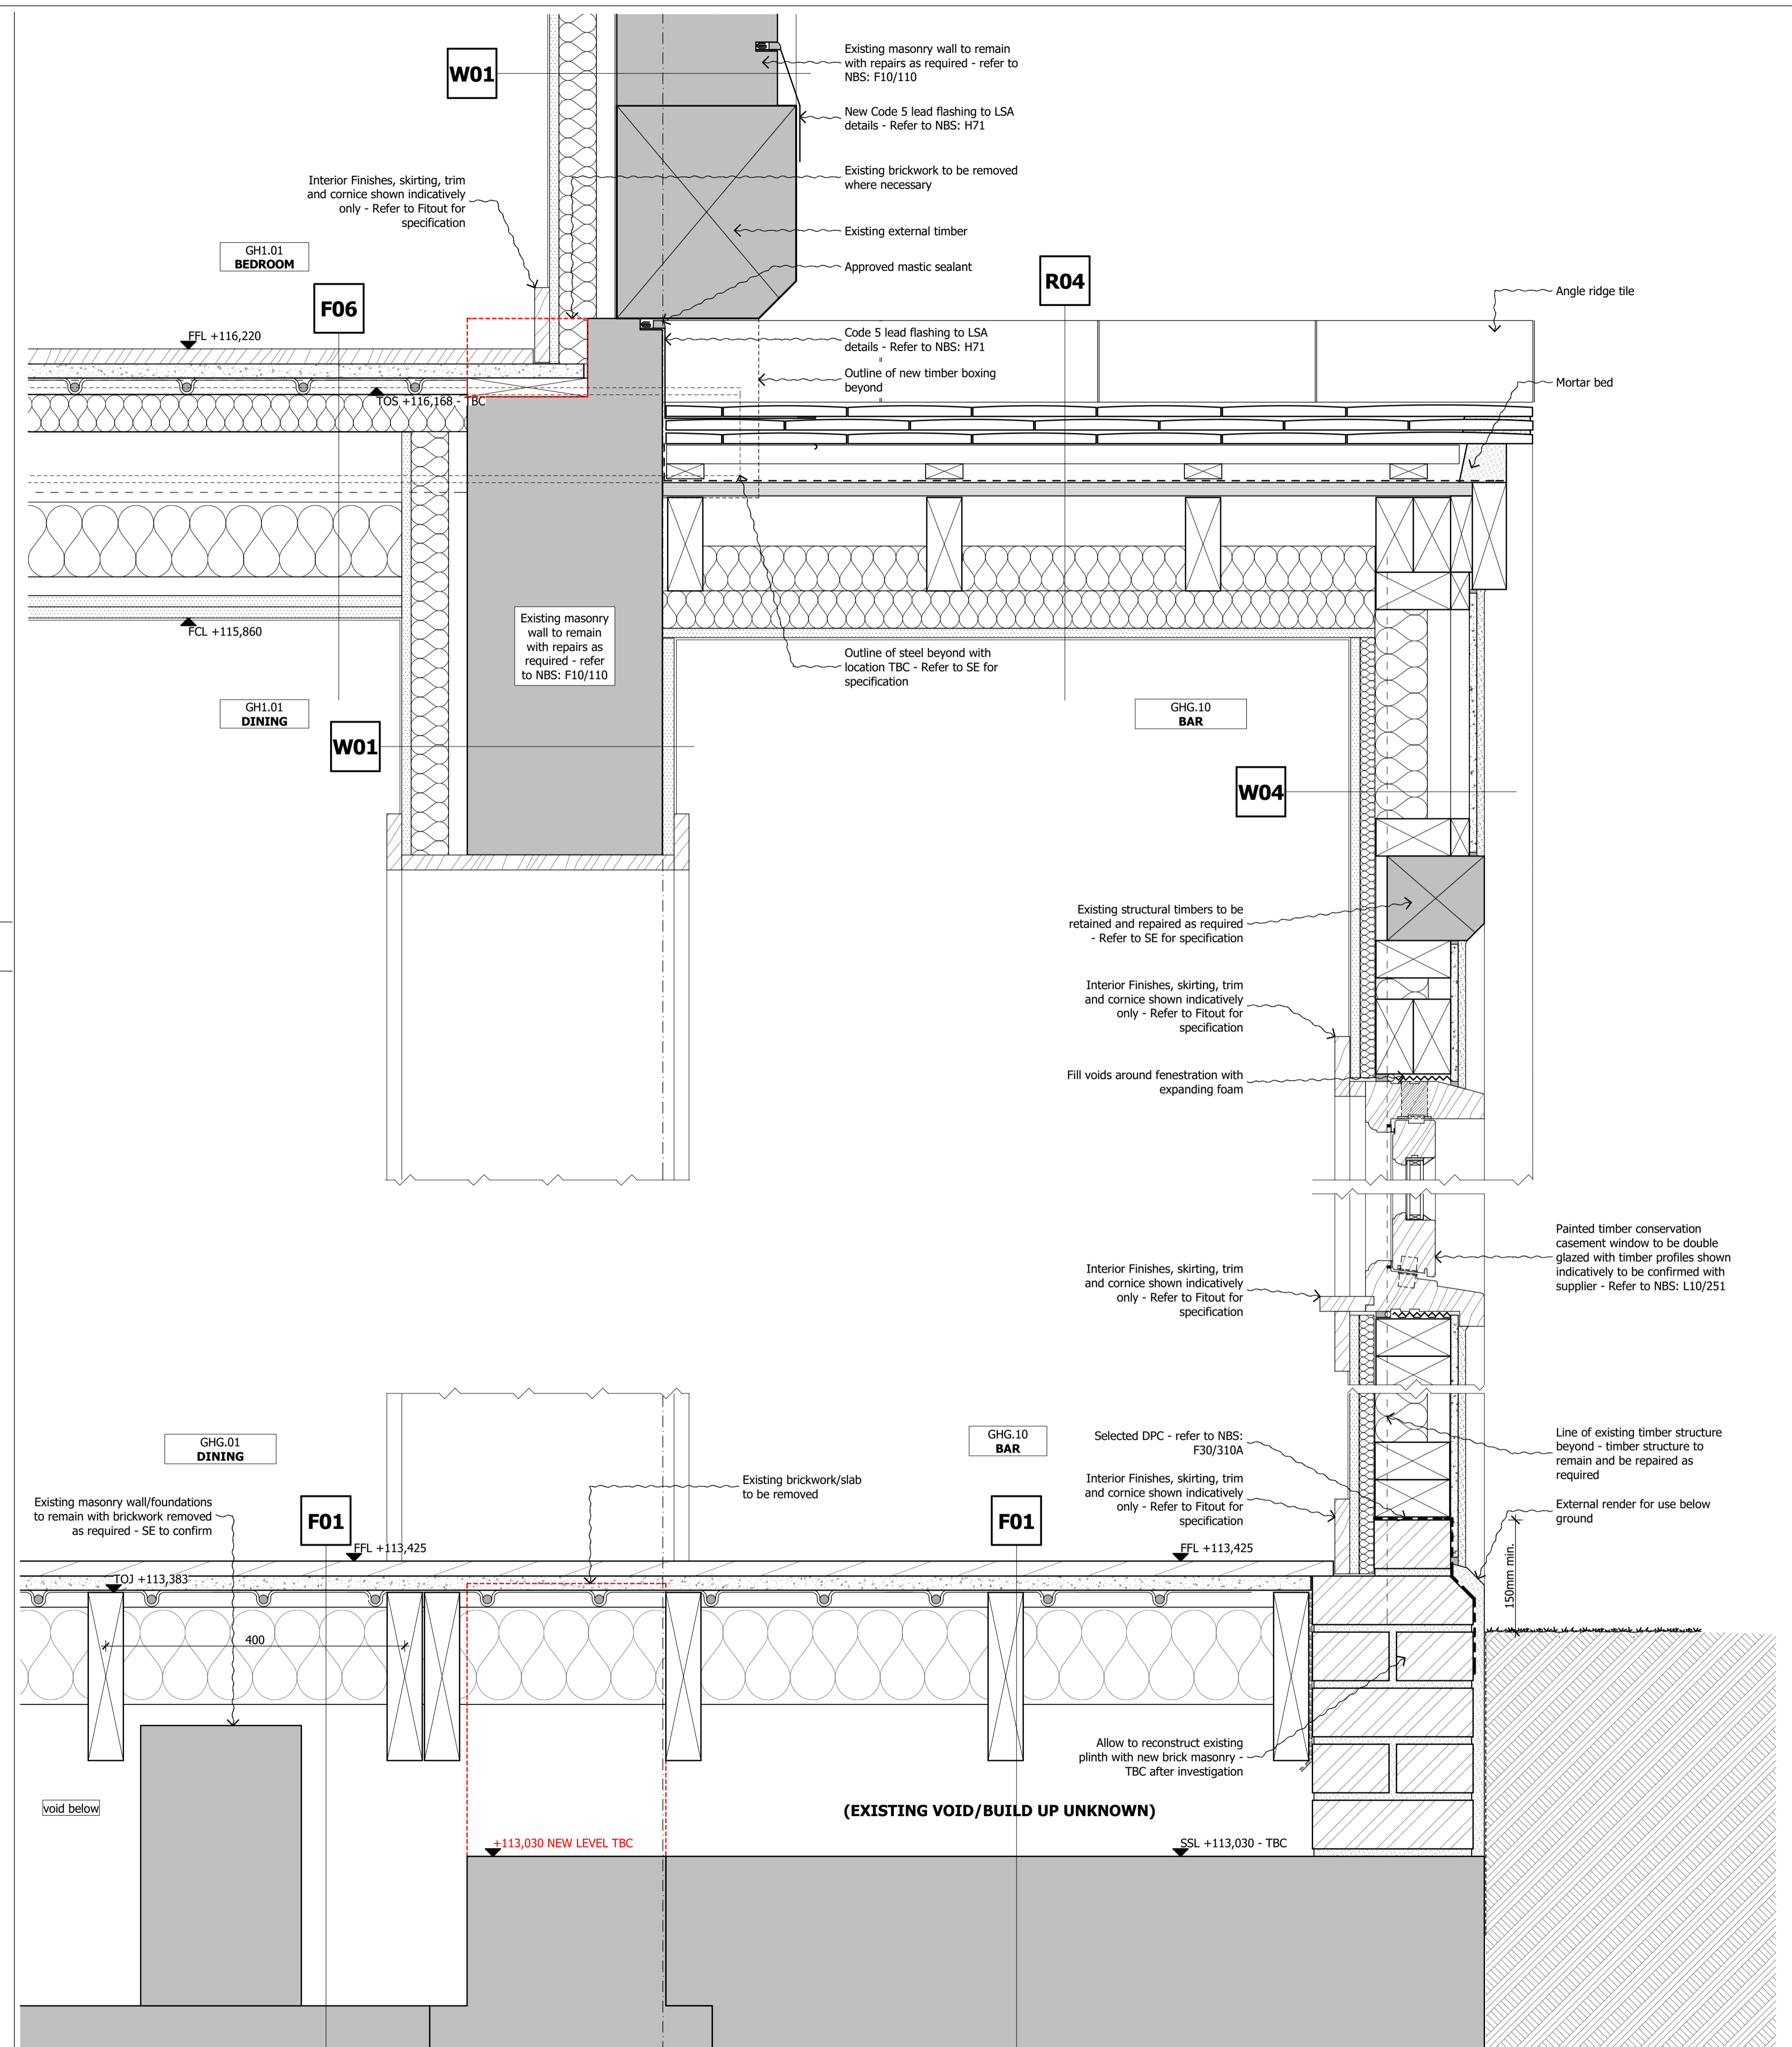 W01
Existing masonry wall to remain
with repairs as required - refer to
NBS: F10/110
New Code 5 lead flashing to LSA
details - Refer to NBS: H71
Existing brickwork to be removed
where necessary
Interior Finishes, skirting, trim
and cornice shown indicatively
only - Refer to Fitout for
specification
Existing external timber
GH1.01
BEDROOM
Approved mastic sealant
R04
F06
Angle ridge tile
FFL +116,220
Code 5 lead flashing to LSA
details - Refer to NBS: H71
Outline of new timber boxing
beyond
Mortar bed
TOS +116,168 - TBC
Existing masonry
wall to remain
with repairs as
required - refer
to NBS: F10/110
FCL +115,860
Outline of steel beyond with
location TBC - Refer to SE for
specification
GH1.01
DINING
GHG.10
BAR
W01
W04
Existing structural timbers to be
retained and repaired as required
- Refer to SE for specification
Interior Finishes, skirting, trim
and cornice shown indicatively
only - Refer to Fitout for
specification
Fill voids around fenestration with
expanding foam
Painted timber conservation
casement window to be double
glazed with timber profiles shown
indicatively to be confirmed with
supplier - Refer to NBS: L10/251
Interior Finishes, skirting, trim
and cornice shown indicatively
only - Refer to Fitout for
specification
GHG.01
DINING
GHG.10
BAR
Selected DPC - refer to NBS:
F30/310A
Line of existing timber structure
beyond - timber structure to
remain and be repaired as
required
Existing brickwork/slab
to be removed
Interior Finishes, skirting, trim
and cornice shown indicatively
only - Refer to Fitout for
specification
Existing masonry wall/foundations
to remain with brickwork removed
as required - SE to confirm
External render for use below
ground
F01
F01
FFL +113,425
FFL +113,425
150mm min.
TOJ +113,383
400
Allow to reconstruct existing
plinth with new brick masonry -
TBC after investigation
void below
(EXISTING VOID/BUILD UP UNKNOWN)
+113,030 NEW LEVEL TBC
SSL +113,030 - TBC